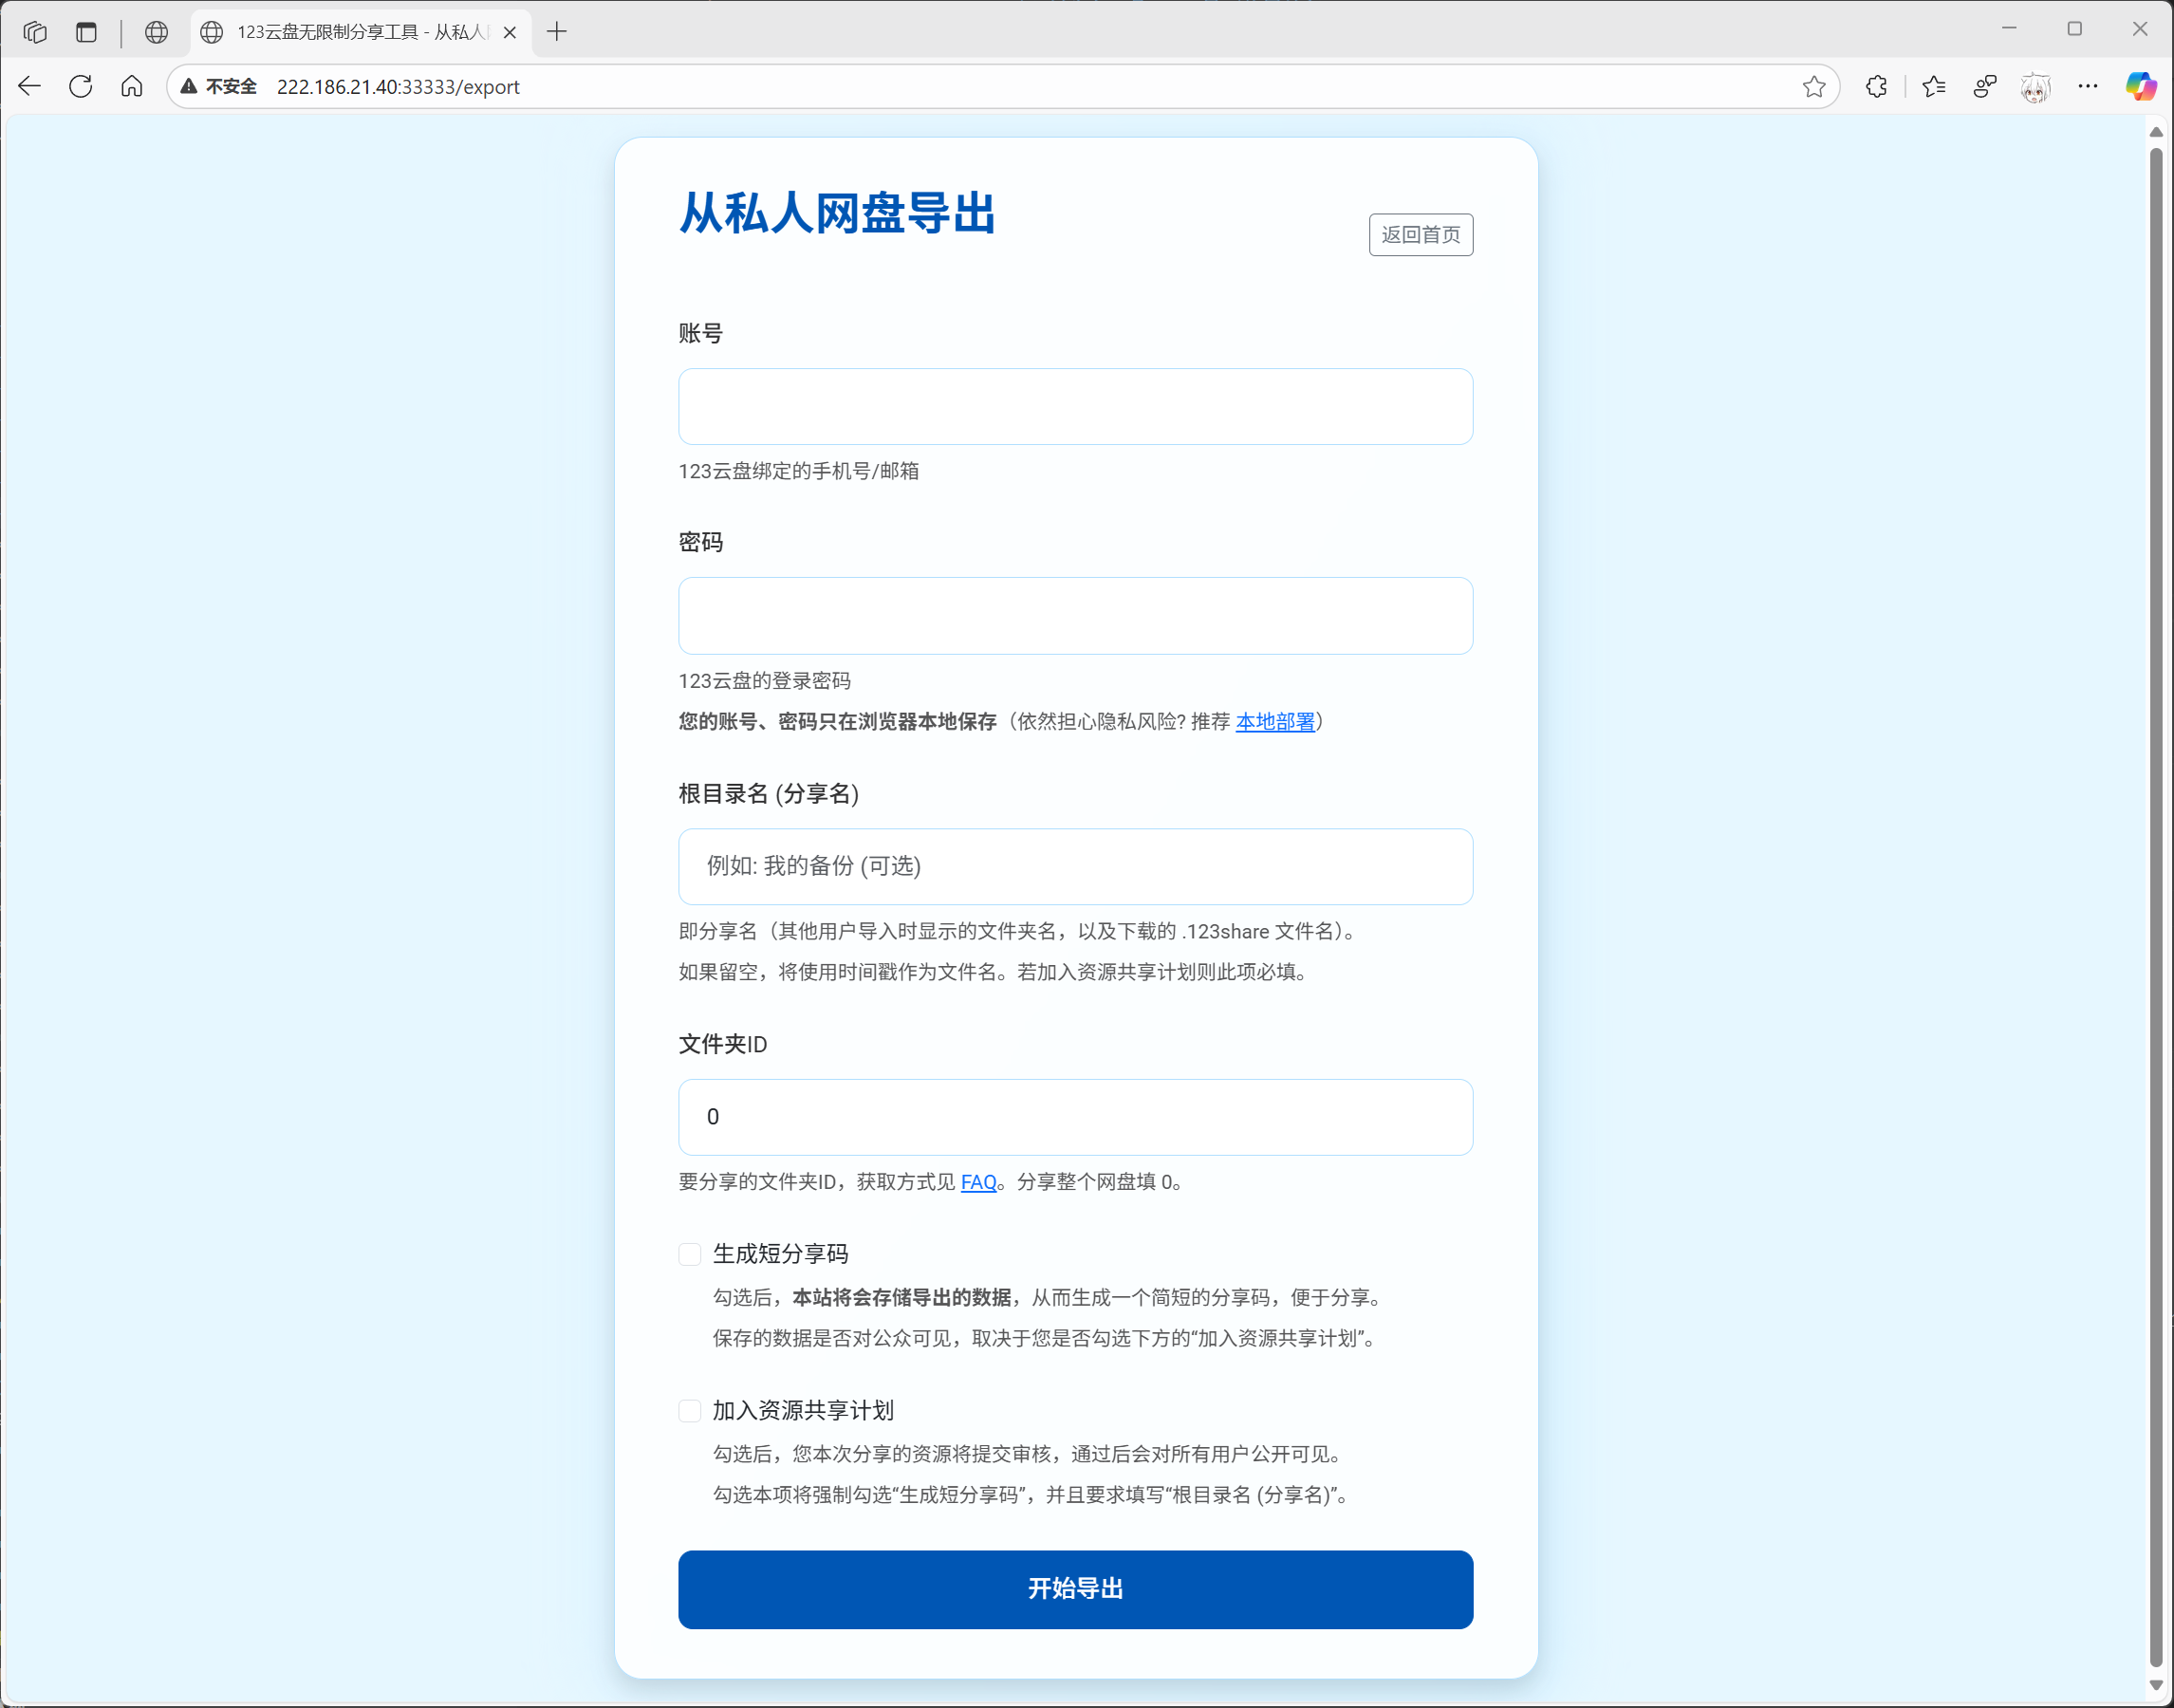 123云盘无限制分享工具 - 从私人
不安全 222.186.21.40:33333/export
从私人网盘导出
返回首页
账号
123云盘绑定的手机号/邮箱
密码
123云盘的登录密码
您的账号、密码只在浏览器本地保存（依然担心隐私风险? 推荐 本地部署）
根目录名 (分享名)
例如: 我的备份 (可选)
即分享名（其他用户导入时显示的文件夹名，以及下载的 .123share 文件名）。
如果留空，将使用时间戳作为文件名。若加入资源共享计划则此项必填。
文件夹ID
0
要分享的文件夹ID，获取方式见 FAQ。分享整个网盘填 0。
生成短分享码
勾选后，本站将会存储导出的数据，从而生成一个简短的分享码，便于分享。
保存的数据是否对公众可见，取决于您是否勾选下方的“加入资源共享计划”。
加入资源共享计划
勾选后，您本次分享的资源将提交审核，通过后会对所有用户公开可见。
勾选本项将强制勾选“生成短分享码”，并且要求填写“根目录名 (分享名)”。
开始导出